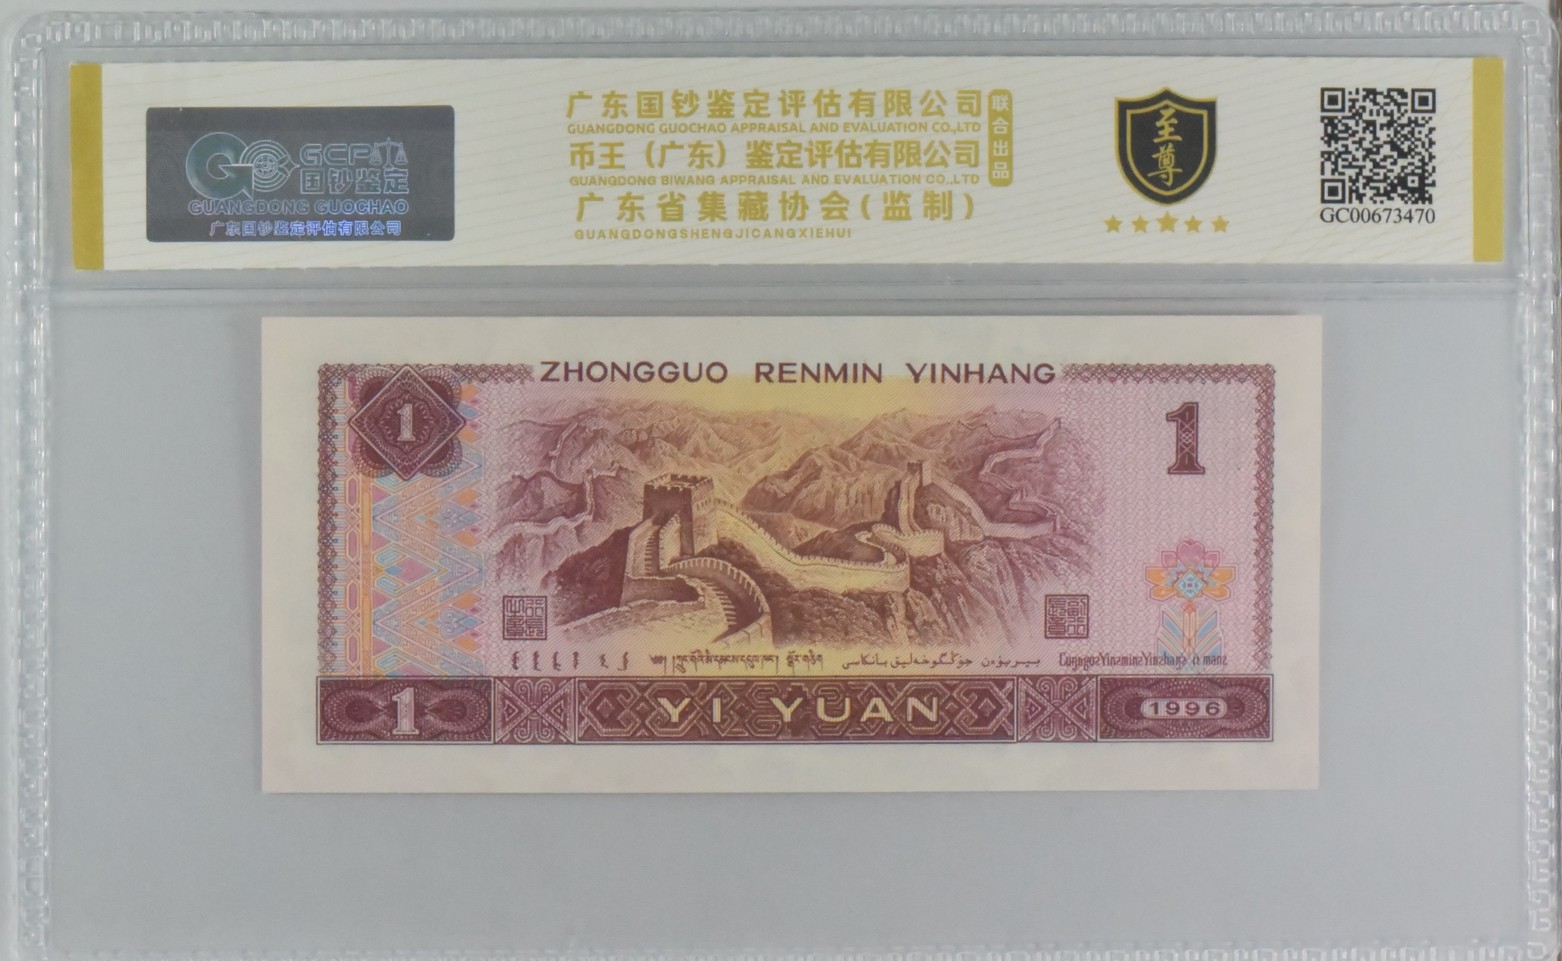 GCP
国钞鉴定
GUANGDONG GUOCHAO
广东国钞鉴定评估有限公司
广东国钞鉴定评估有限公司
GUANGDONG GUOCHAO APPRAISAL AND EVALUATION CO.,LTD
币王（广东）鉴定评估有限公司
GUANGDONG BIWANG APPRAISAL AND EVALUATION CO.,LTD
广东省集藏协会(监制)
GUANGDONGSHENGJICANGXIEHUI
联合出品
至尊
GC00673470
ZHONGGUO RENMIN YINHANG
1
1
1
YI YUAN
1996